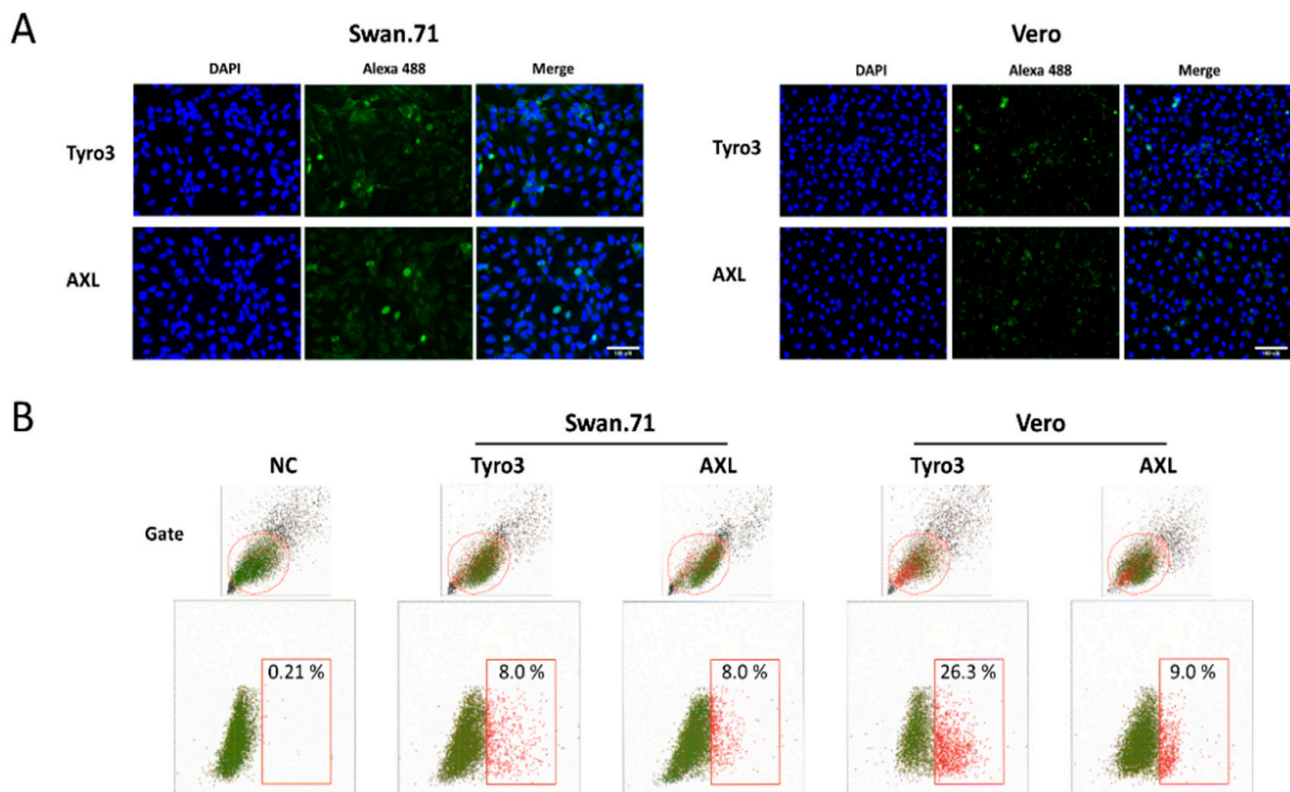 A
Swan.71 Vero
DAPI Alexa 488 Merge DAPI Alexa 488 Merge
Tyro3 Tyro3
AXL AXL
B
Swan.71 Vero
NC Tyro3 AXL Tyro3 AXL
Gate
0.21 % 8.0 % 8.0 % 26.3 % 9.0 %